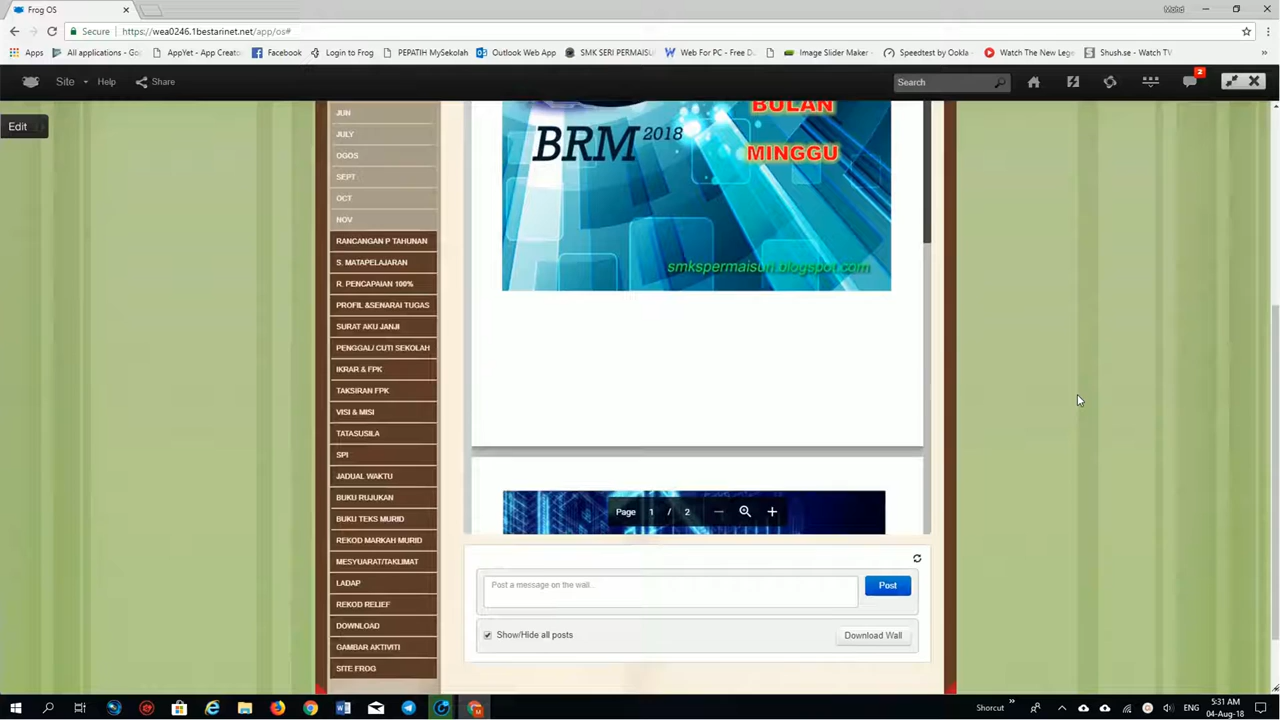 Frog OS
Mohd
Secure
https://wea0246.1bestarinet.net/app/os#
Apps
All applications - goo
AppYet - App Creator
Facebook
Login to Frog
PEPATIH MySekolah
Outlook Web App
SMK SERI PERMAISU
Web For PC - Free D
Image Slider Maker -
Speedtest by Ookla -
Watch The New Lege
Shush.se - Watch TV
Site
Help
Share
Search
2
Edit
JUN
JULY
OGOS
SEPT
OCT
NOV
RANCANGAN P TAHUNAN
S. MATAPELAJARAN
R. PENCAPAIAN 100%
PROFIL &SENARAI TUGAS
SURAT AKU JANJI
PENGGAL/ CUTI SEKOLAH
IKRAR & FPK
TAKSIRAN FPK
VISI & MISI
TATASUSILA
SPI
JADUAL WAKTU
BUKU RUJUKAN
BUKU TEKS MURID
REKOD MARKAH MURID
MESYUARAT/TAKLIMAT
LADAP
REKOD RELIEF
DOWNLOAD
GAMBAR AKTIVITI
SITE FROG
BULAN
BRM 2018
MINGGU
smkspermaisuri.blogspot.com
Page 1 / 2
Post a message on the wall...
Post
Show/Hide all posts
Download Wall
Shorcut
ENG
5:31 AM
04-Aug-18